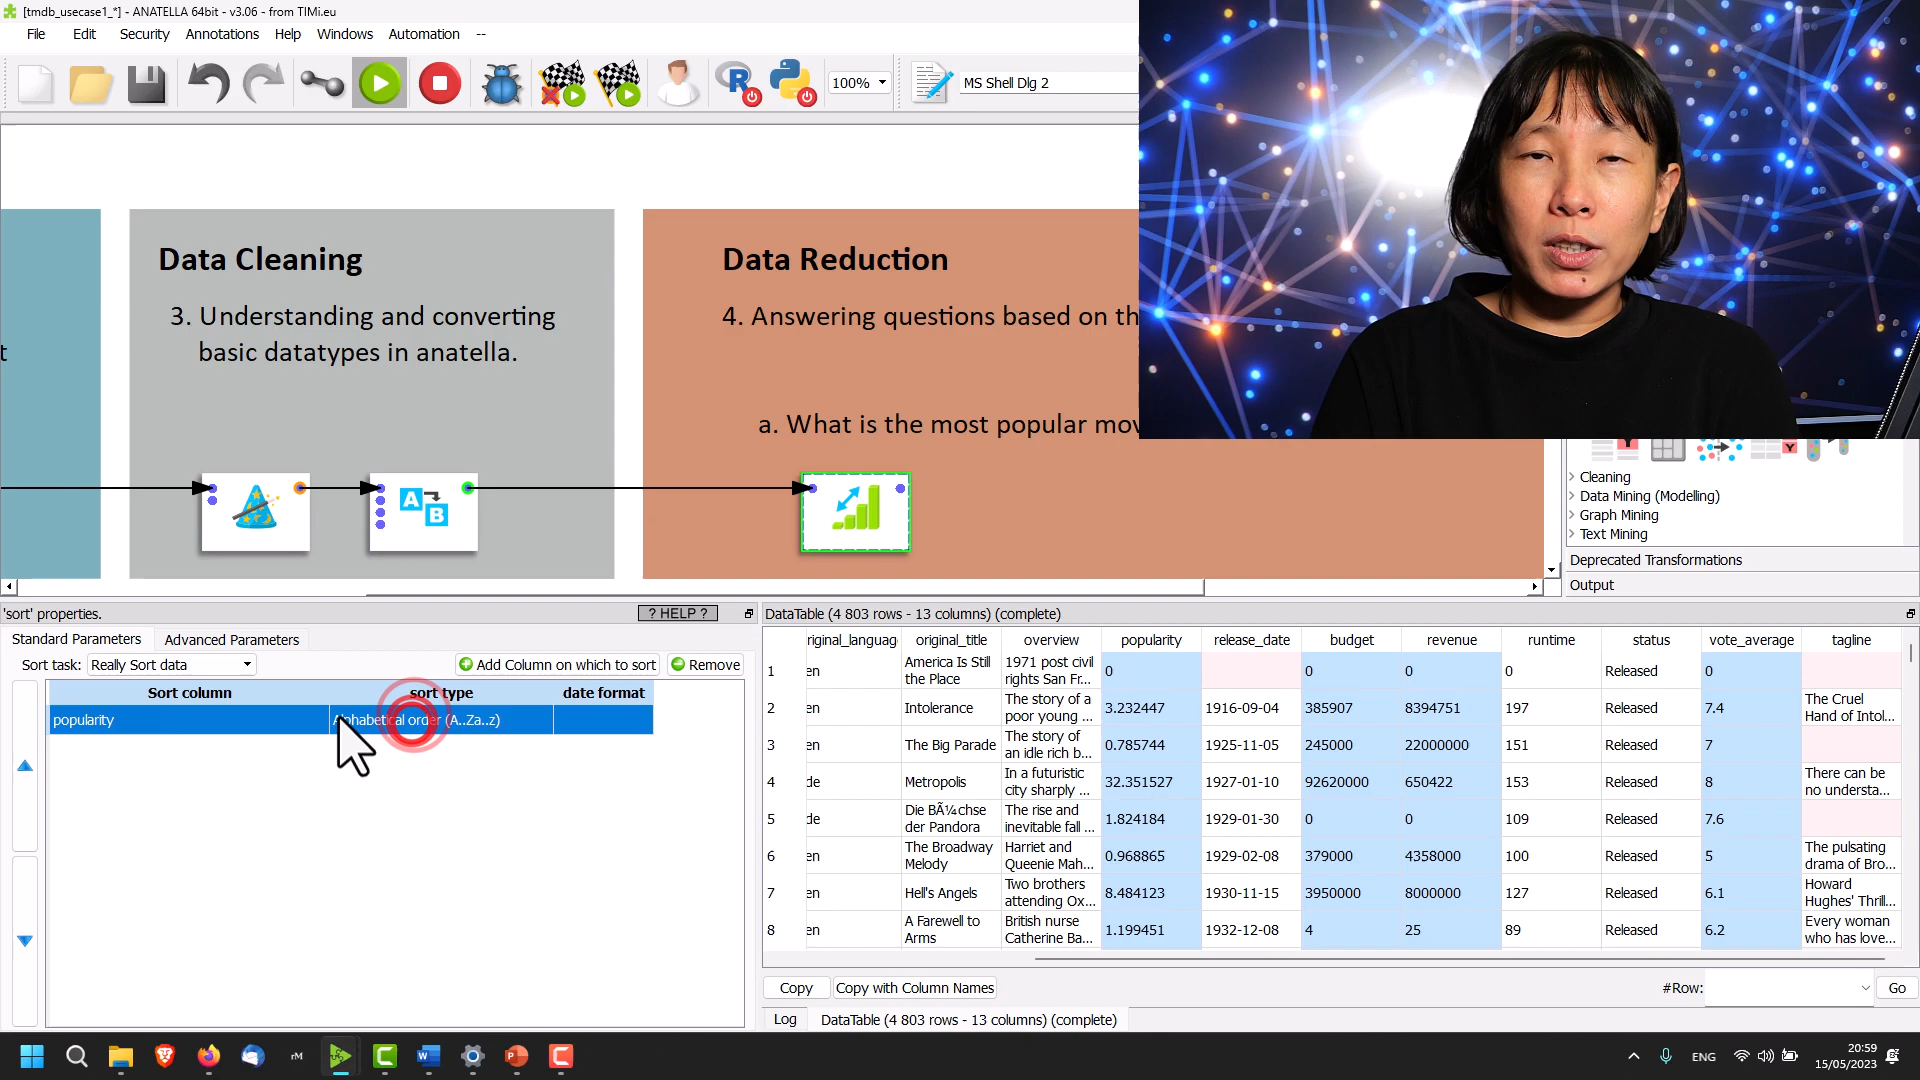 [tmdb_usecase1_*] - ANATELLA 64bit - v3.06 - from TIMi.eu
File Edit Security Annotations Help Windows Automation --
100% MS Shell Dlg 2
Data Cleaning
3. Understanding and converting
basic datatypes in anatella.
t
Data Reduction
4. Answering questions based on th
a. What is the most popular mov
A
B
R
Y
Y
Cleaning
Data Mining (Modelling)
Graph Mining
Text Mining
Deprecated Transformations
Output
'sort' properties. ? HELP ?
Standard Parameters Advanced Parameters
Sort task: Really Sort data Add Column on which to sort Remove
Sort column sort type date format
popularity Alphabetical order (A..Za..z)
DataTable (4 803 rows - 13 columns) (complete)
riginal_languag original_title overview popularity release_date budget revenue runtime status vote_average tagline
1 en America Is Still the Place 1971 post civil rights San Fr... 0 0 0 0 Released 0
2 en Intolerance The story of a poor young ... 3.232447 1916-09-04 385907 8394751 197 Released 7.4 The Cruel Hand of Intol...
3 en The Big Parade The story of an idle rich b... 0.785744 1925-11-05 245000 22000000 151 Released 7
4 de Metropolis In a futuristic city sharply ... 32.351527 1927-01-10 92620000 650422 153 Released 8 There can be no understa...
5 de Die BÃ¼chse der Pandora The rise and inevitable fall ... 1.824184 1929-01-30 0 0 109 Released 7.6
6 en The Broadway Melody Harriet and Queenie Mah... 0.968865 1929-02-08 379000 4358000 100 Released 5 The pulsating drama of Bro...
7 en Hell's Angels Two brothers attending Ox... 8.484123 1930-11-15 3950000 8000000 127 Released 6.1 Howard Hughes' Thrill...
8 en A Farewell to Arms British nurse Catherine Ba... 1.199451 1932-12-08 4 25 89 Released 6.2 Every woman who has love...
Copy Copy with Column Names #Row: Go
Log DataTable (4 803 rows - 13 columns) (complete)
rM
ENG
20:59
15/05/2023